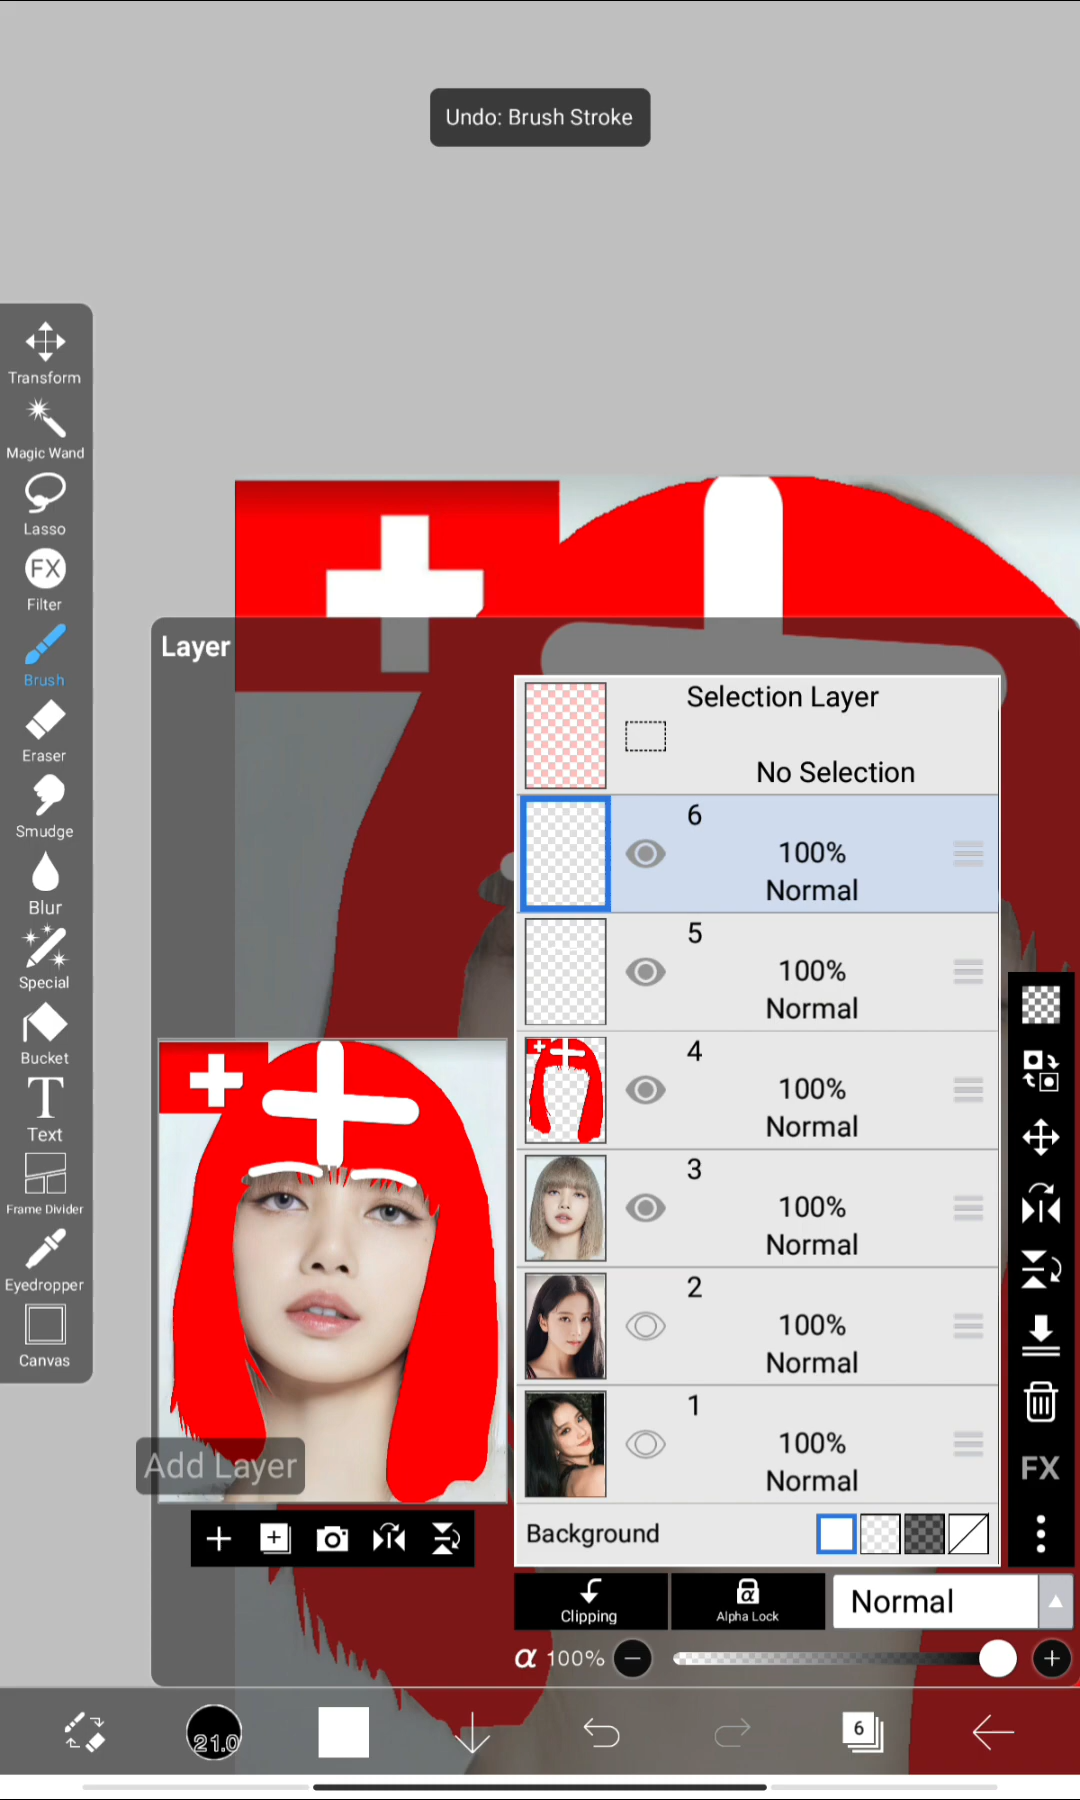 Undo: Brush Stroke
Transform
Magic Wand
Lasso
FX
Filter
Brush
Eraser
Smudge
Blur
Special
Bucket
T
Text
Frame Divider
Eyedropper
Canvas
Layer
Selection Layer
No Selection
6
100%
Normal
5
100%
Normal
4
100%
Normal
3
100%
Normal
2
100%
Normal
1
100%
Normal
Background
FX
Add Layer
Clipping
α
Alpha Lock
Normal
α 100%
21.0
6